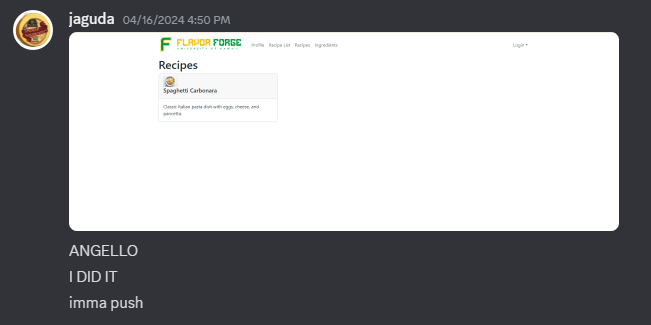 jaguda 04/16/2024 4:50 PM
FLAVOR FORGE
UNIVERSITY OF HAWAII
Profile Recipe List Recipes Ingredients Login
Recipes
Spaghetti Carbonara
Classic Italian pasta dish with eggs, cheese, and
pancetta
ANGELLO
I DID IT
imma push